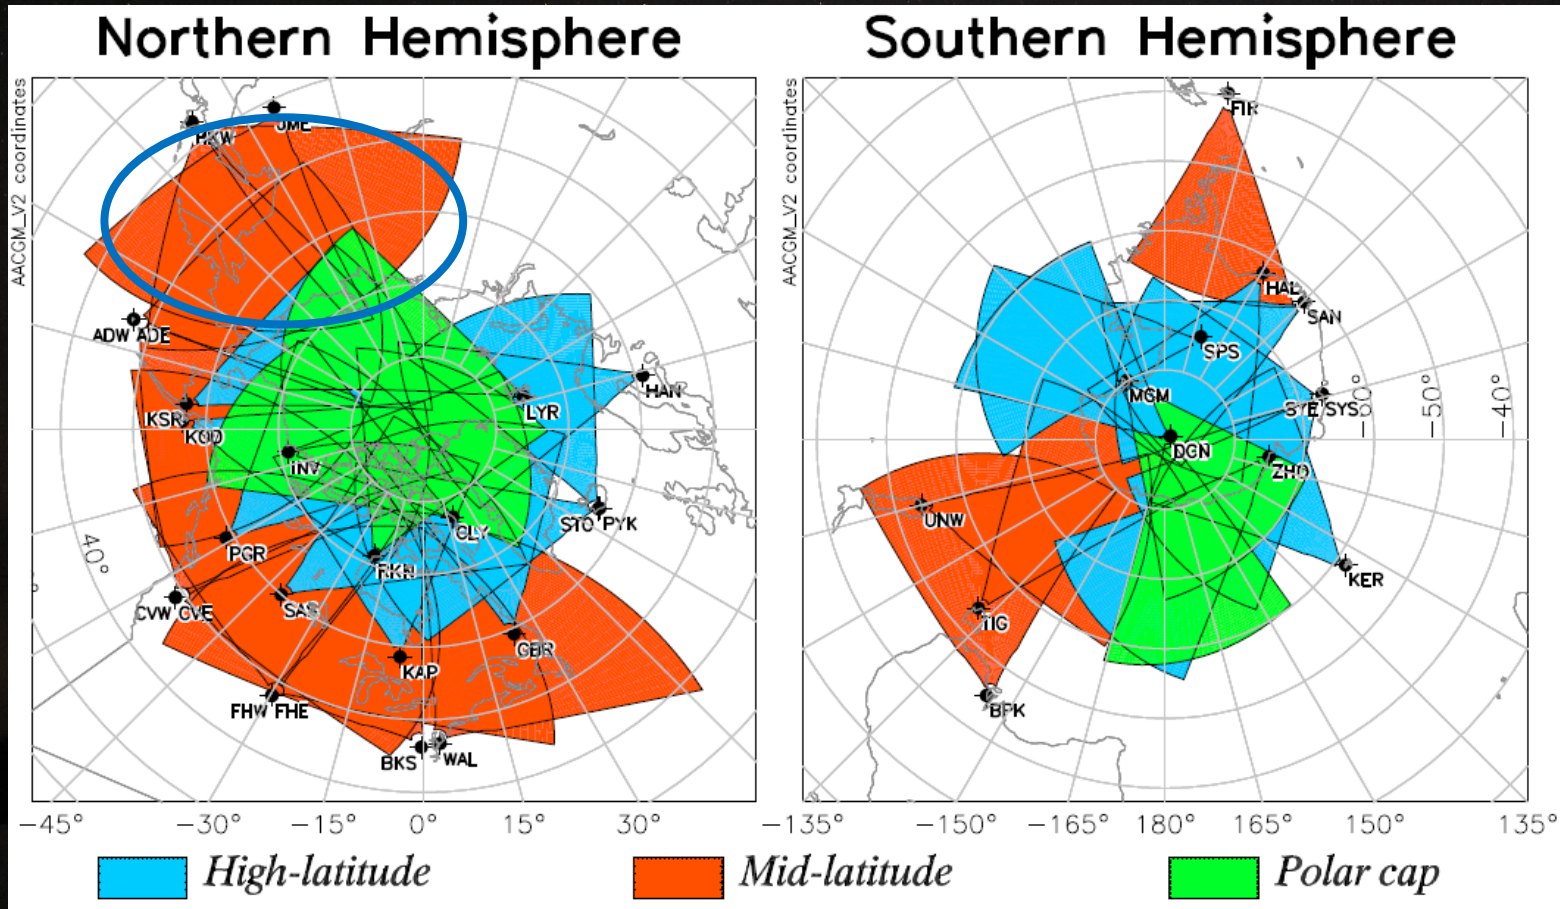 Northern Hemisphere
Southern Hemisphere
AACGM_V2 coordinates
HKW
JME
ADW ADE
KSR
KOD
INV
LYR
HAN
STO PYK
CLY
RKN
PGR
SAS
CVW CVE
KAP
GBR
FHW FHE
BKS
WAL
40°
-45°
-30°
-15°
0°
15°
30°
AACGM_V2 coordinates
FIR
HAL
SAN
SPS
MCM
SYE SYS
-60°
-50°
-40°
DCN
ZHO
UNW
KER
TIG
BPK
-135°
-150°
-165°
180°
165°
150°
135°
High-latitude
Mid-latitude
Polar cap